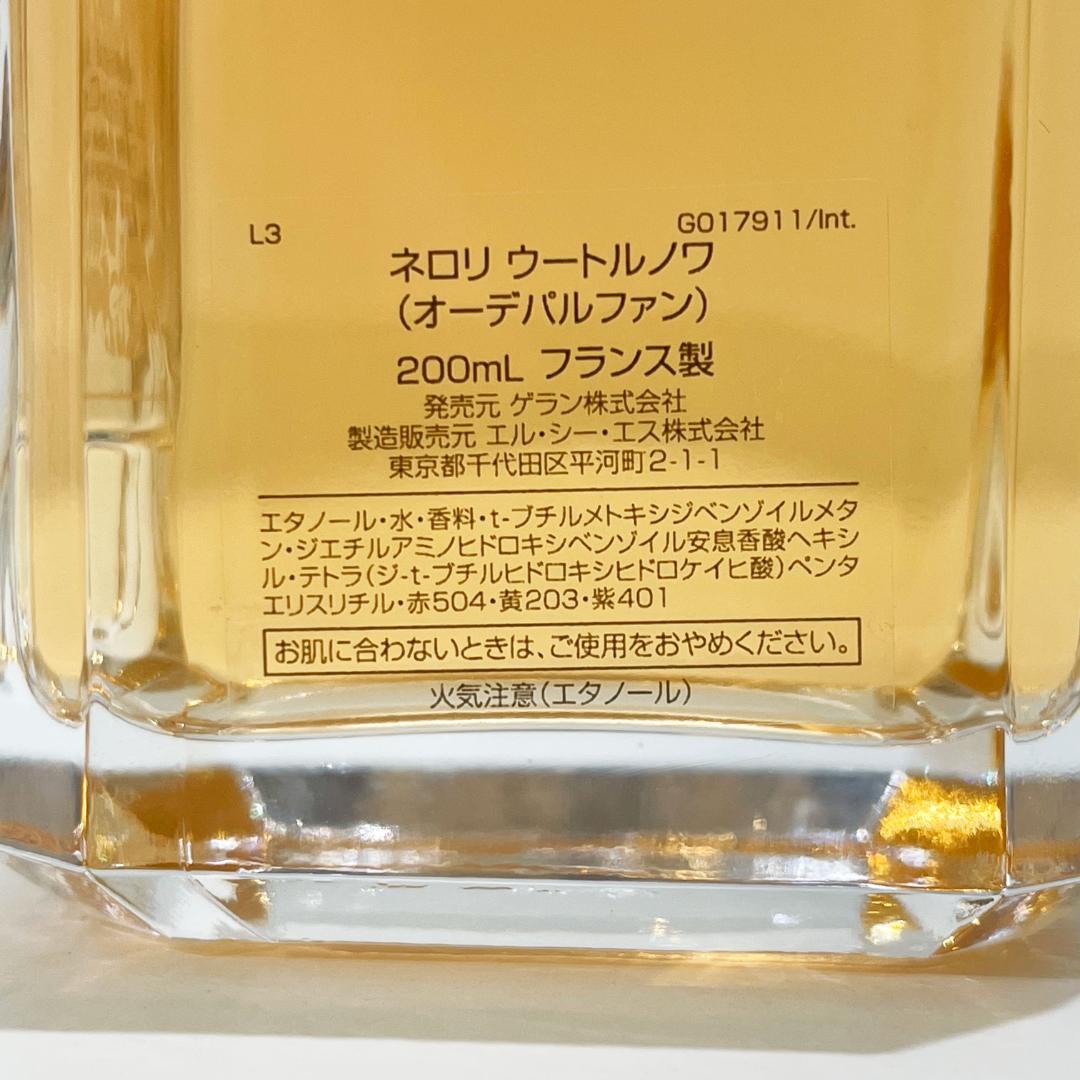 L3
G017911/Int.
ネロリ ウートルノワ
(オーデパルファン)
200mL フランス製
発売元 ゲラン株式会社
製造販売元 エル・シー・エス株式会社
東京都千代田区平河町2-1-1
エタノール・水・香料・t-ブチルメトキシジベンゾイルメタ
ン・ジエチルアミノヒドロキシベンゾイル安息香酸ヘキシ
ル・テトラ(ジ-t-ブチルヒドロキシヒドロケイヒ酸)ペンタ
エリスリチル・赤504・黄203・紫401
お肌に合わないときは、ご使用をおやめください。
火気注意(エタノール)